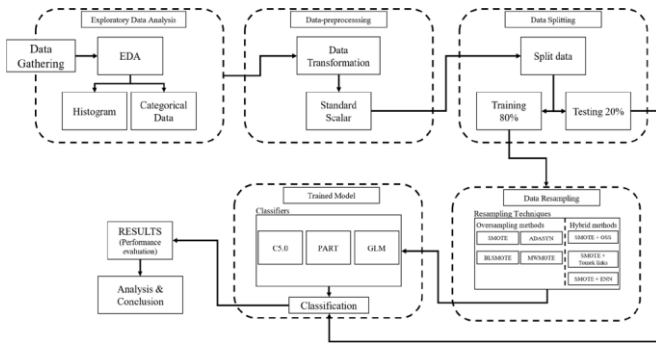 Exploratory Data Analysis
Data
Gathering
EDA
Histogram
Categorical
Data
Data-preprocesssing
Data
Transformation
Standard
Scalar
Data Splitting
Split data
Training
80%
Testing 20%
Data Resampling
Resampling Techniques
Oversampling methods
SMOTE
ADASYN
BLSMOTE
MWMOTE
Hybrid methods
SMOTE + OSS
SMOTE +
Tomek links
SMOTE + ENN
Trained Model
Classifiers
C5.0
PART
GLM
Classification
RESULTS
(Performance
evaluation)
Analysis &
Conclusion